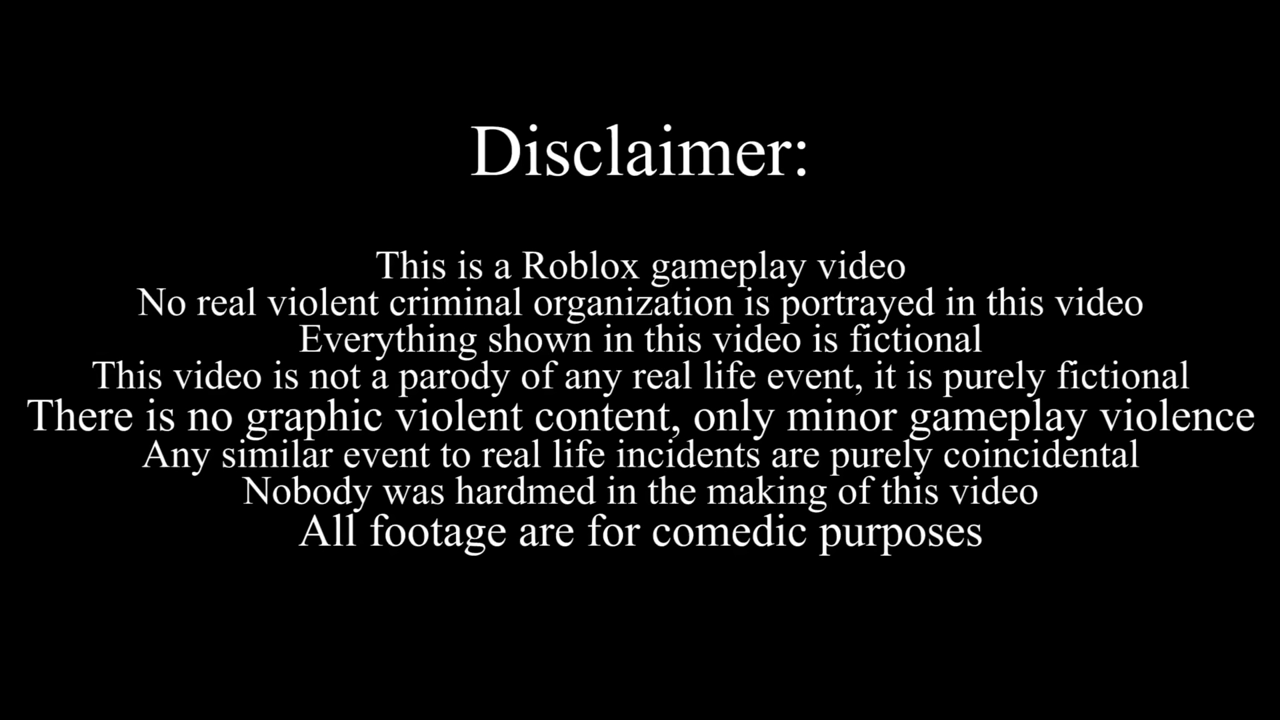 Disclaimer:
This is a Roblox gameplay video
No real violent criminal organization is portrayed in this video
Everything shown in this video is fictional
This video is not a parody of any real life event, it is purely fictional
There is no graphic violent content, only minor gameplay violence
Any similar event to real life incidents are purely coincidental
Nobody was hardmed in the making of this video
All footage are for comedic purposes